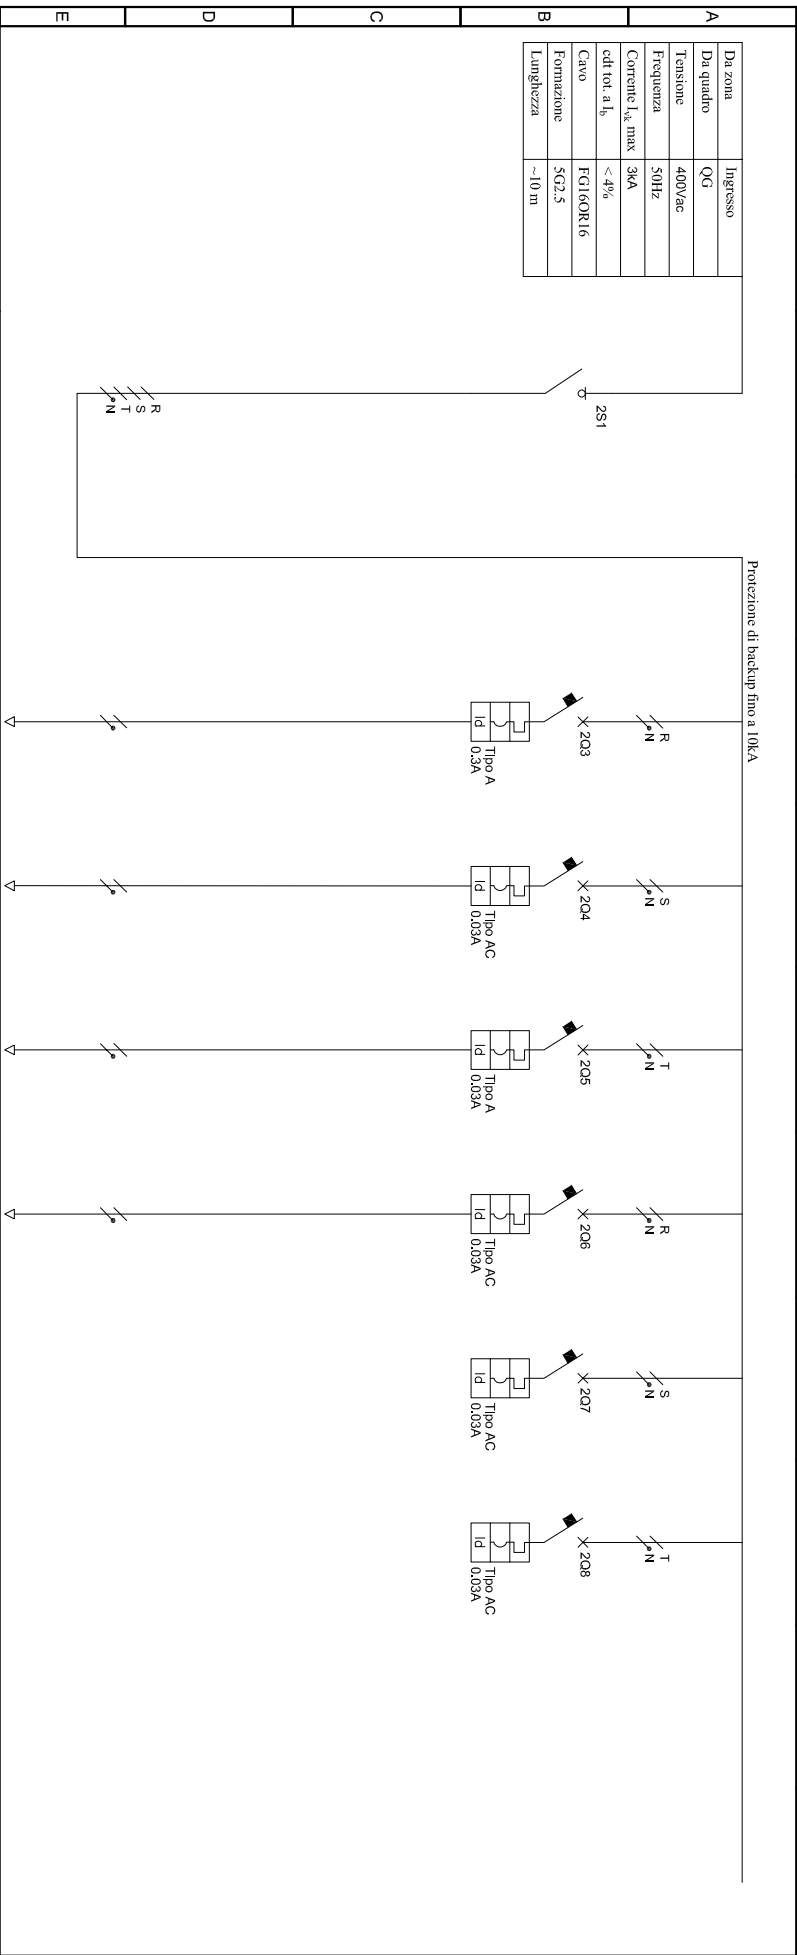 A
B
C
D
E
Da zona Ingresso
Da quadro QG
Tensione 400Vac
Frequenza 50Hz
Corrente Ivk max 3kA
cdt tot. a Ib < 4%
Cavo FG16OR16
Formazione 5G2.5
Lunghezza ~10 m
2S1
R
S
T
N
Protezione di backup fino a 10kA
R
N
2Q3
Id
Tipo A
0.3A
S
N
2Q4
Id
Tipo AC
0.03A
T
N
2Q5
Id
Tipo A
0.03A
R
N
2Q6
Id
Tipo AC
0.03A
S
N
2Q7
Id
Tipo AC
0.03A
T
N
2Q8
Id
Tipo AC
0.03A